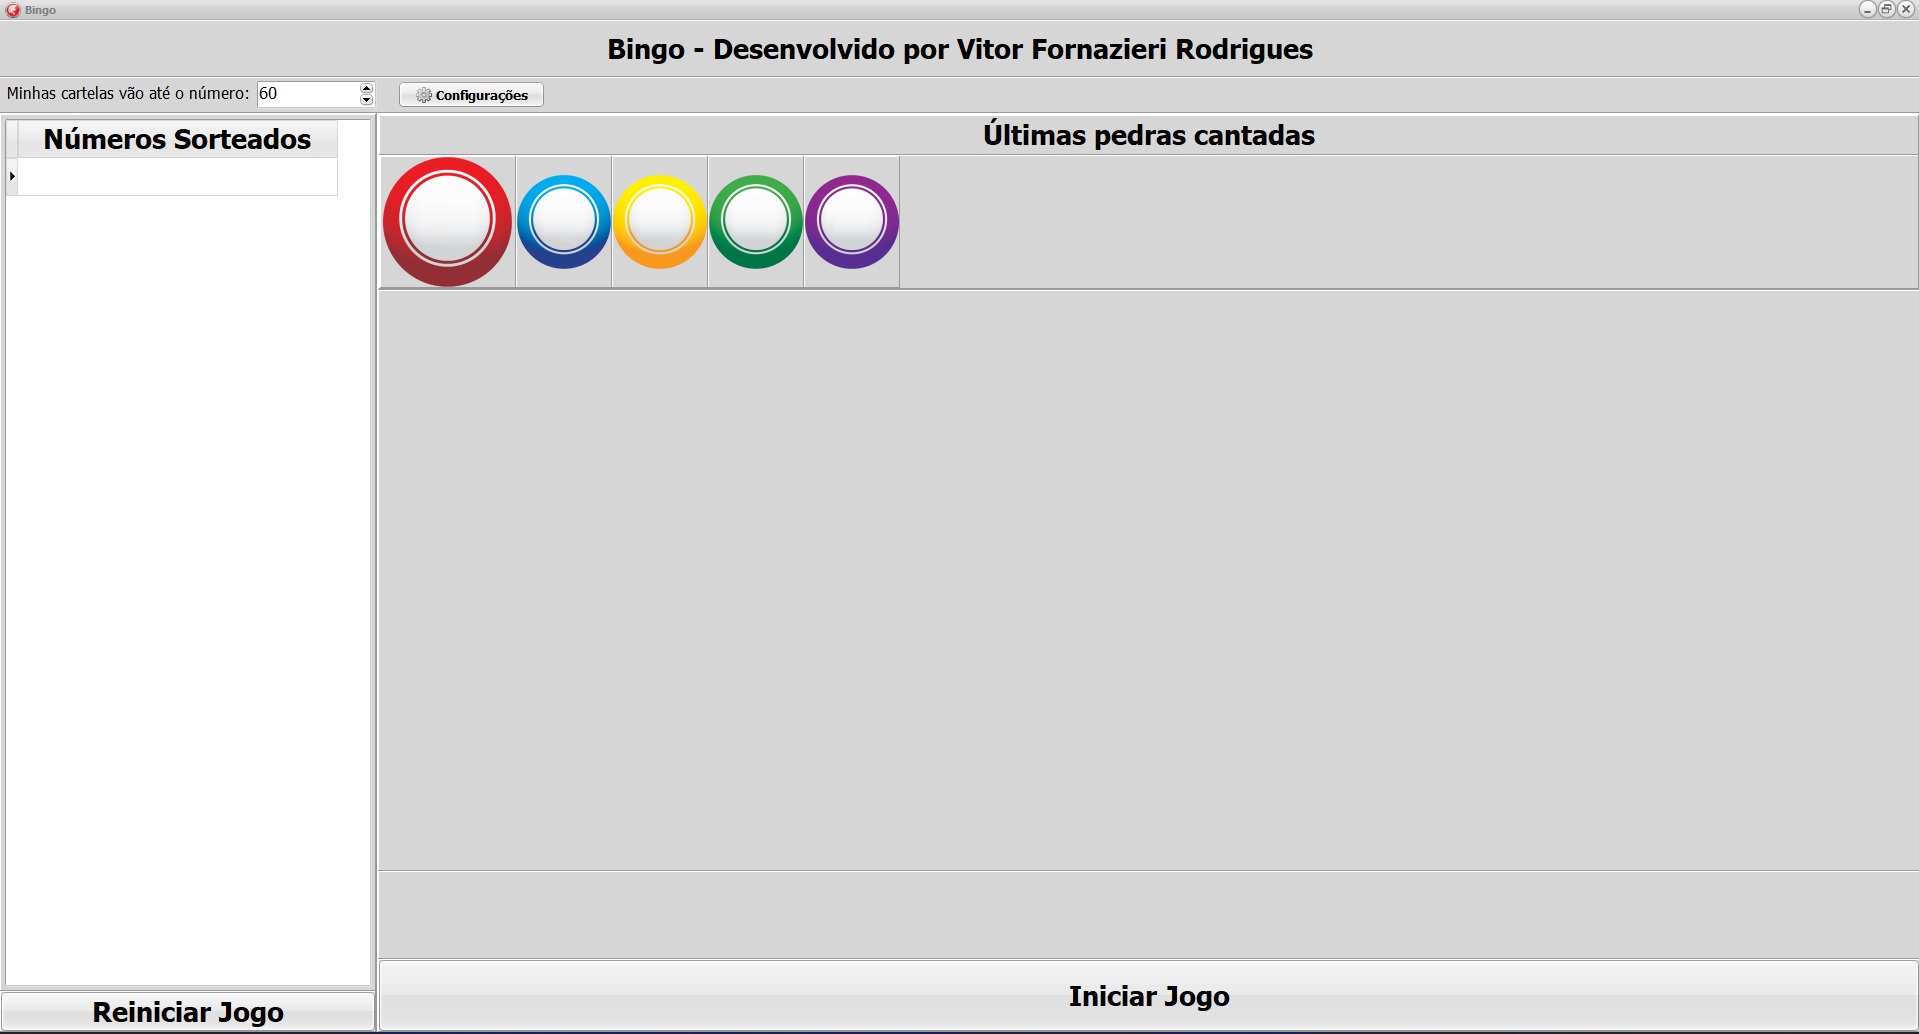 Bingo
Bingo - Desenvolvido por Vitor Fornazieri Rodrigues
Minhas cartelas vão até o número: 60
Configurações
Números Sorteados
Últimas pedras cantadas
Reiniciar Jogo
Iniciar Jogo